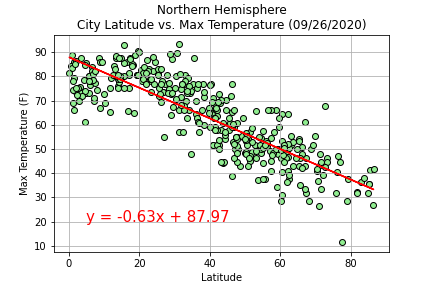 Northern Hemisphere
City Latitude vs. Max Temperature (09/26/2020)
Max Temperature (F)
90
80
70
60
50
40
30
20
10
y = -0.63x + 87.97
0 20 40 60 80
Latitude